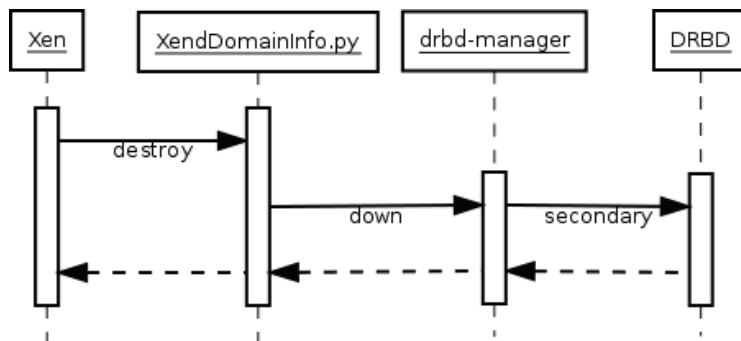 Xen
XendDomainInfo.py
drbd-manager
DRBD
destroy
down
secondary